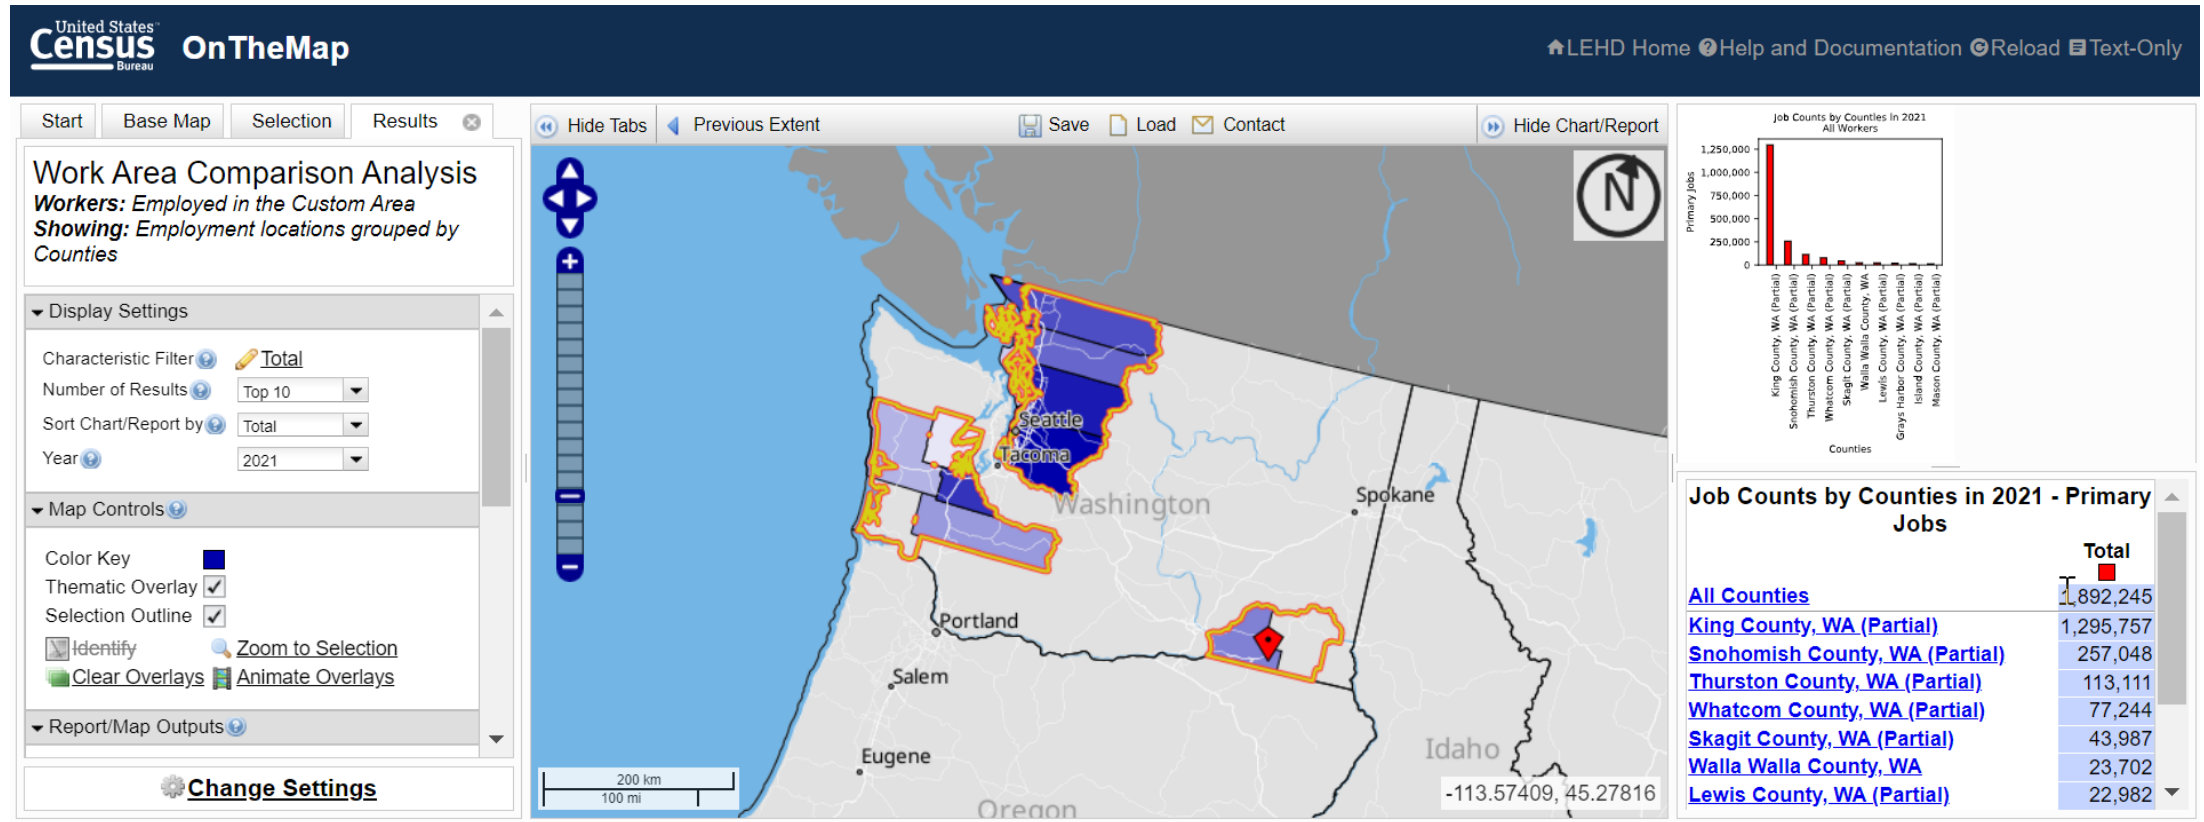 United States™
Census
Bureau
OnTheMap
LEHD Home Help and Documentation Reload Text-Only
Start
Base Map
Selection
Results
Work Area Comparison Analysis
Workers: Employed in the Custom Area
Showing: Employment locations grouped by
Counties
Display Settings
Characteristic Filter Total
Number of Results Top 10
Sort Chart/Report by Total
Year 2021
Map Controls
Color Key
Thematic Overlay
Selection Outline
Identify Zoom to Selection
Clear Overlays Animate Overlays
Report/Map Outputs
Change Settings
Hide Tabs
Previous Extent
Save
Load
Contact
Hide Chart/Report
N
Seattle
Tacoma
Washington
Spokane
Portland
Salem
Eugene
Idaho
Oregon
200 km
100 mi
-113.57409, 45.27816
Job Counts by Counties in 2021
All Workers
Primary Jobs
1,250,000
1,000,000
750,000
500,000
250,000
0
King County, WA (Partial)
Snohomish County, WA (Partial)
Thurston County, WA (Partial)
Whatcom County, WA (Partial)
Skagit County, WA (Partial)
Walla Walla County, WA
Lewis County, WA (Partial)
Grays Harbor County, WA (Partial)
Island County, WA (Partial)
Mason County, WA (Partial)
Counties
Job Counts by Counties in 2021 - Primary
Jobs
Total
All Counties 1,892,245
King County, WA (Partial) 1,295,757
Snohomish County, WA (Partial) 257,048
Thurston County, WA (Partial) 113,111
Whatcom County, WA (Partial) 77,244
Skagit County, WA (Partial) 43,987
Walla Walla County, WA 23,702
Lewis County, WA (Partial) 22,982